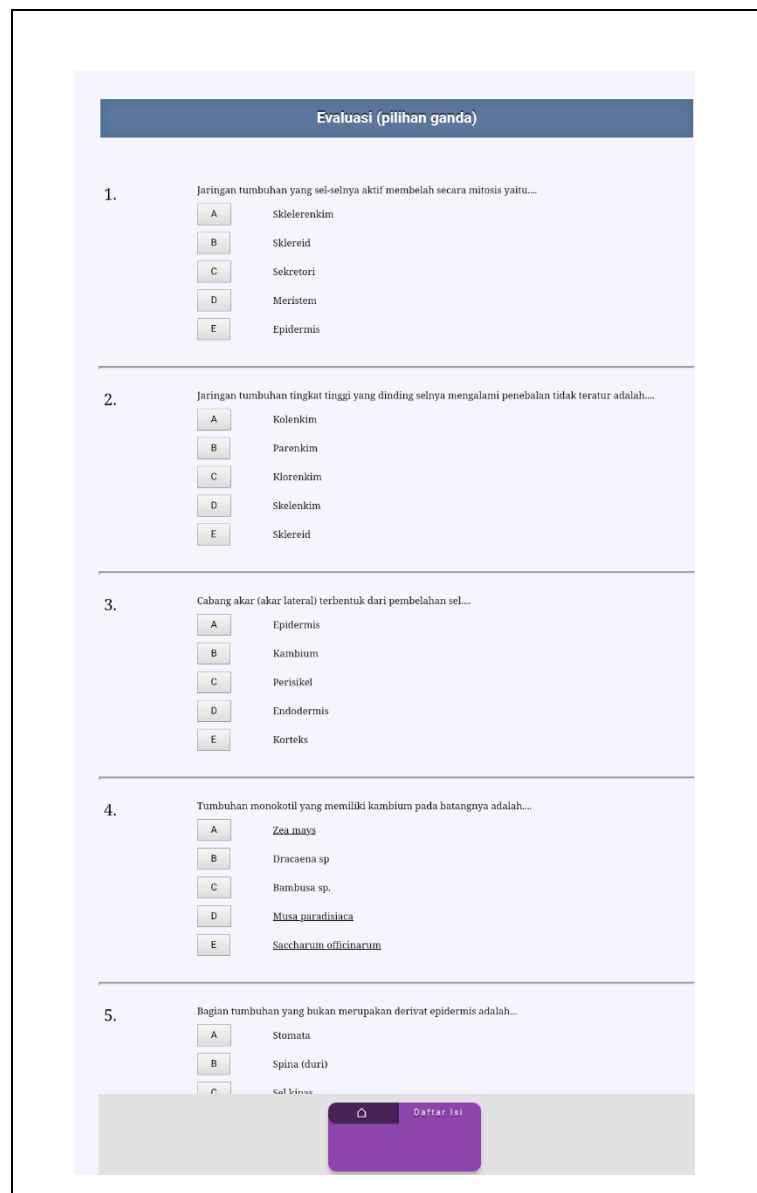 Evaluasi (pilihan ganda)
1.
Jaringan tumbuhan yang sel-selnya aktif membelah secara mitosis yaitu....
A Sklelerenkim
B Sklereid
C Sekretori
D Meristem
E Epidermis
2.
Jaringan tumbuhan tingkat tinggi yang dinding selnya mengalami penebalan tidak teratur adalah....
A Kolenkim
B Parenkim
C Klorenkim
D Skelenkim
E Sklereid
3.
Cabang akar (akar lateral) terbentuk dari pembelahan sel....
A Epidermis
B Kambium
C Perisikel
D Endodermis
E Korteks
4.
Tumbuhan monokotil yang memiliki kambium pada batangnya adalah....
A Zea mays
B Dracaena sp
C Bambusa sp.
D Musa paradisiaca
E Saccharum officinarum
5.
Bagian tumbuhan yang bukan merupakan derivat epidermis adalah...
A Stomata
B Spina (duri)
C Sel kipas
Daftar Isi